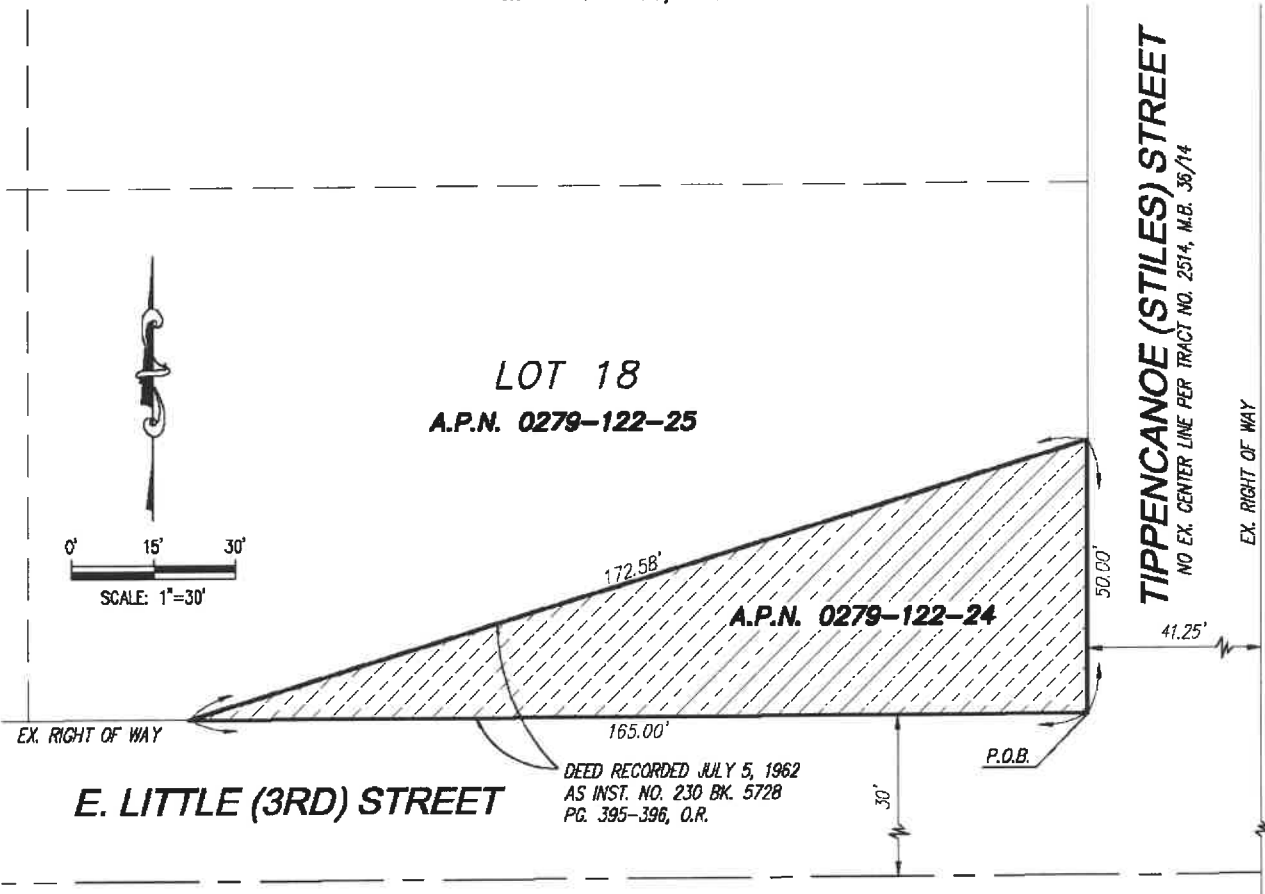 TIPPENCANOE (STILES) STREET
NO EX. CENTER LINE PER TRACT NO. 2514, M.B. 36/14
EX. RIGHT OF WAY
LOT 18
A.P.N. 0279-122-25
0' 15' 30'
SCALE: 1"=30'
172.58'
A.P.N. 0279-122-24
50.00'
41.25'
EX. RIGHT OF WAY
165.00'
P.O.B.
DEED RECORDED JULY 5, 1962
AS INST. NO. 230 BK. 5728
PG. 395-396, O.R.
E. LITTLE (3RD) STREET
30'